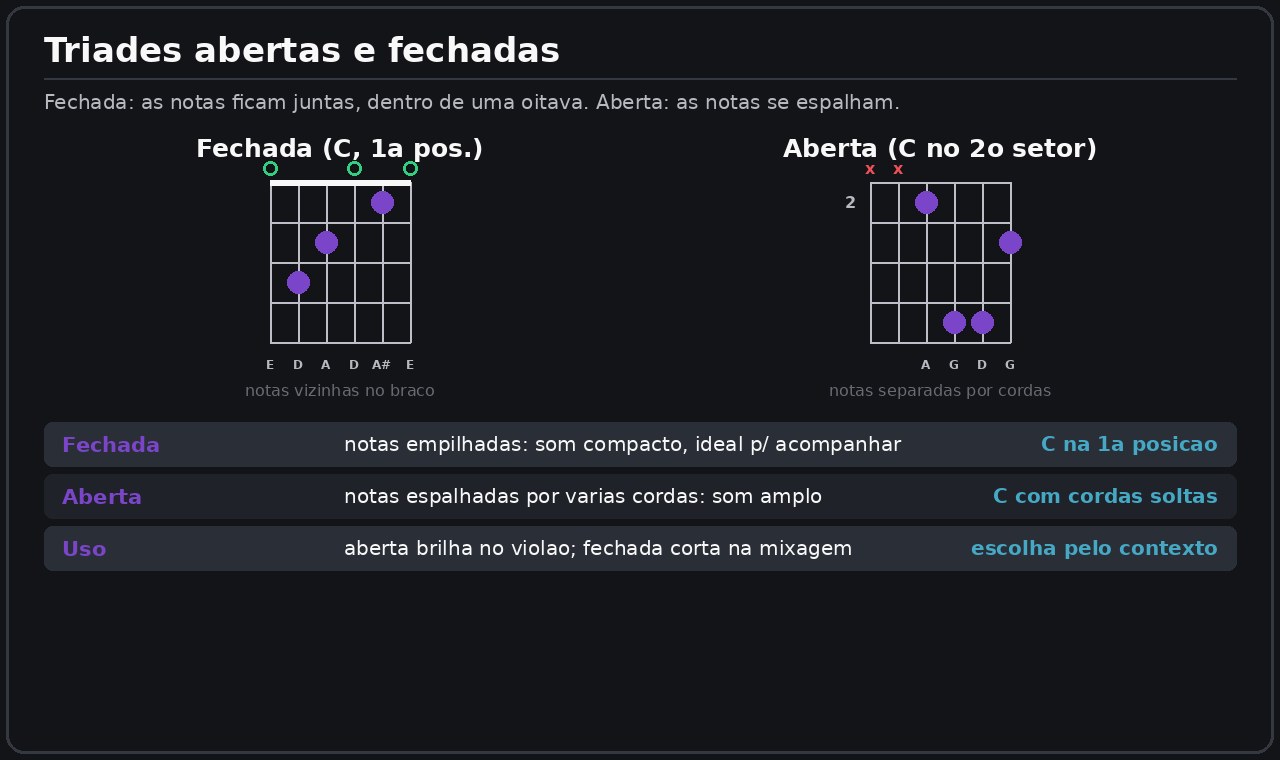 Triades abertas e fechadas
Fechada: as notas ficam juntas, dentro de uma oitava. Aberta: as notas se espalham.
Fechada (C, 1a pos.)
Aberta (C no 2o setor)
x x
2
E D A D A# E
A G D G
notas vizinhas no braco
notas separadas por cordas
Fechada notas empilhadas: som compacto, ideal p/ acompanhar C na 1a posicao
Aberta notas espalhadas por varias cordas: som amplo C com cordas soltas
Uso aberta brilha no violao; fechada corta na mixagem escolha pelo contexto